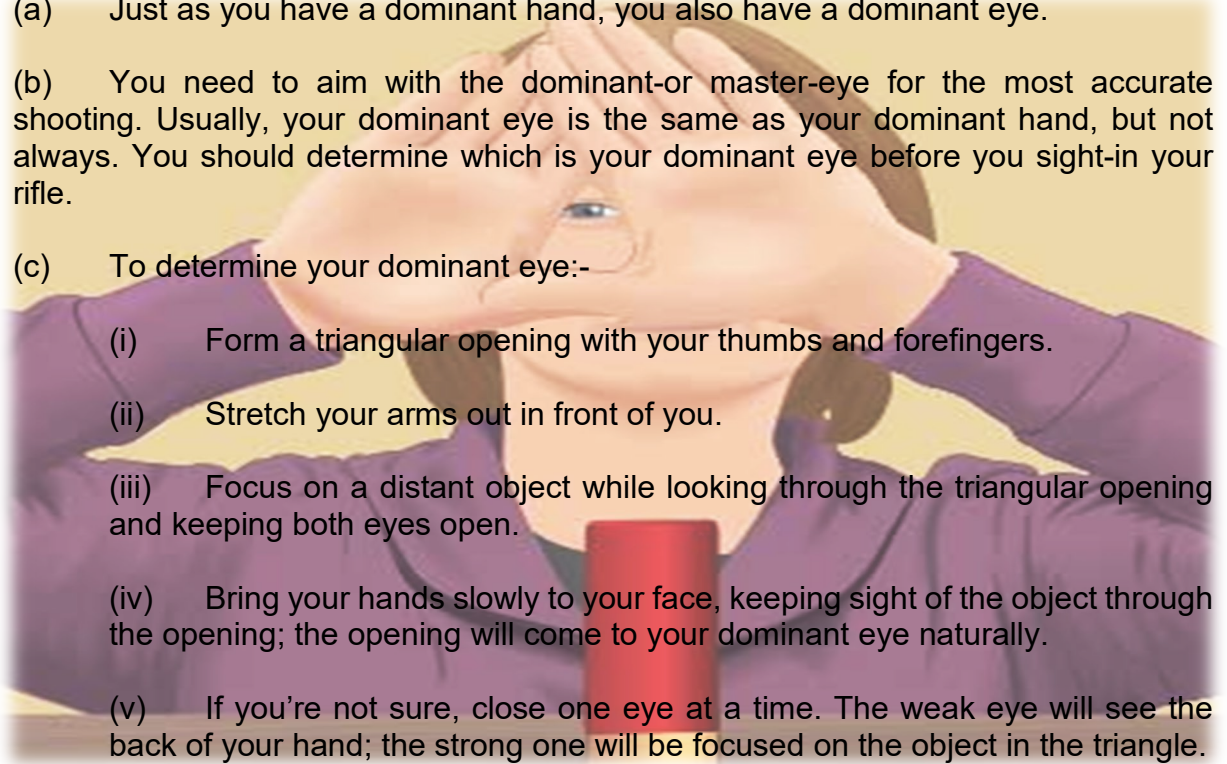 (a) Just as you have a dominant hand, you also have a dominant eye.
(b) You need to aim with the dominant-or master-eye for the most accurate
shooting. Usually, your dominant eye is the same as your dominant hand, but not
always. You should determine which is your dominant eye before you sight-in your
rifle.
(c) To determine your dominant eye:-
(i) Form a triangular opening with your thumbs and forefingers.
(ii) Stretch your arms out in front of you.
(iii) Focus on a distant object while looking through the triangular opening
and keeping both eyes open.
(iv) Bring your hands slowly to your face, keeping sight of the object through
the opening; the opening will come to your dominant eye naturally.
(v) If you’re not sure, close one eye at a time. The weak eye will see the
back of your hand; the strong one will be focused on the object in the triangle.